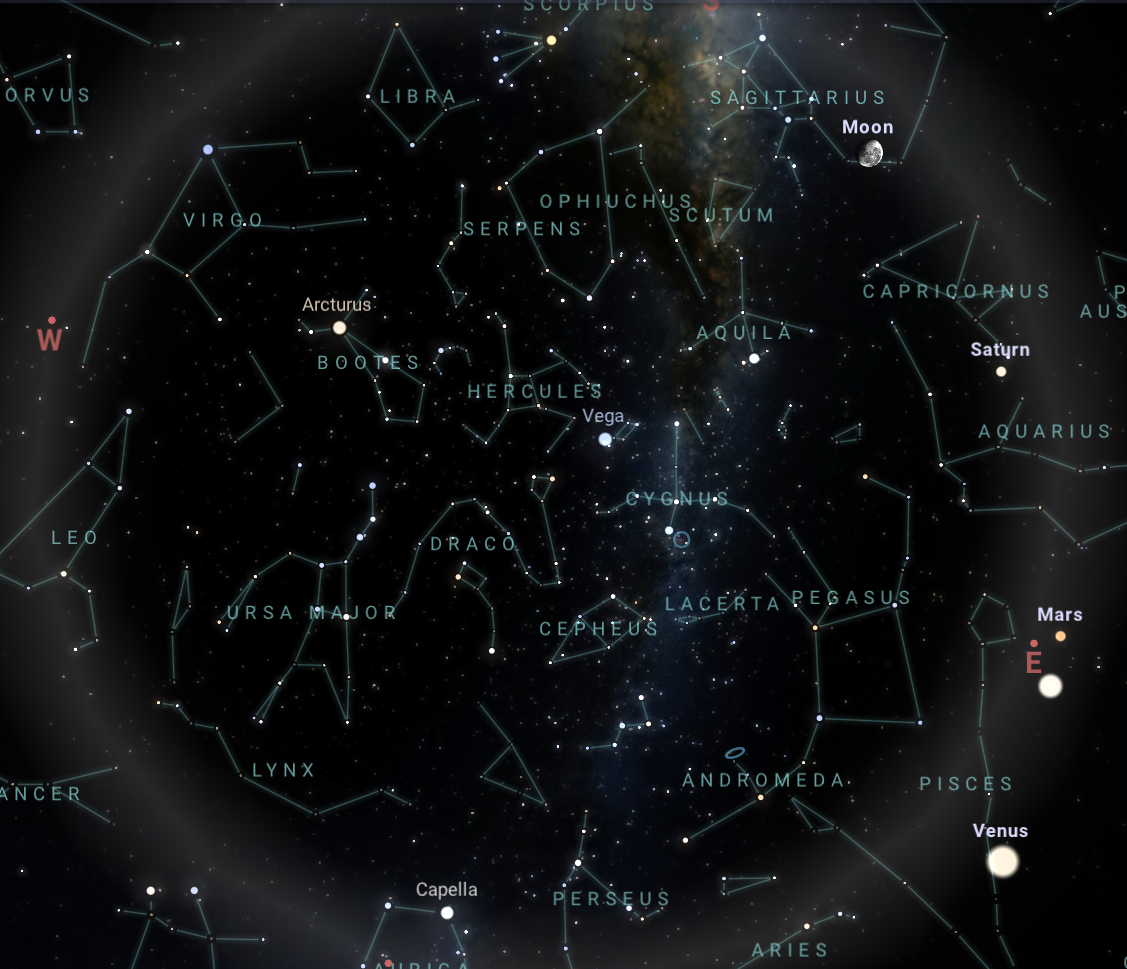 SCORPIUS
S
ORVUS
LIBRA
SAGITTARIUS
Moon
OPHIUCHUS
SCUTUM
VIRGO
SERPENS
CAPRICORNUS
P
AUS
Arcturus
W
AQUILA
Saturn
BOOTES
HERCULES
Vega
AQUARIUS
CYGNUS
LEO
DRACO
PEGASUS
LACERTA
URSA MAJOR
Mars
CEPHEUS
E
LYNX
ANDROMEDA
PISCES
ANCER
Venus
Capella
PERSEUS
ARIES
AURIGA